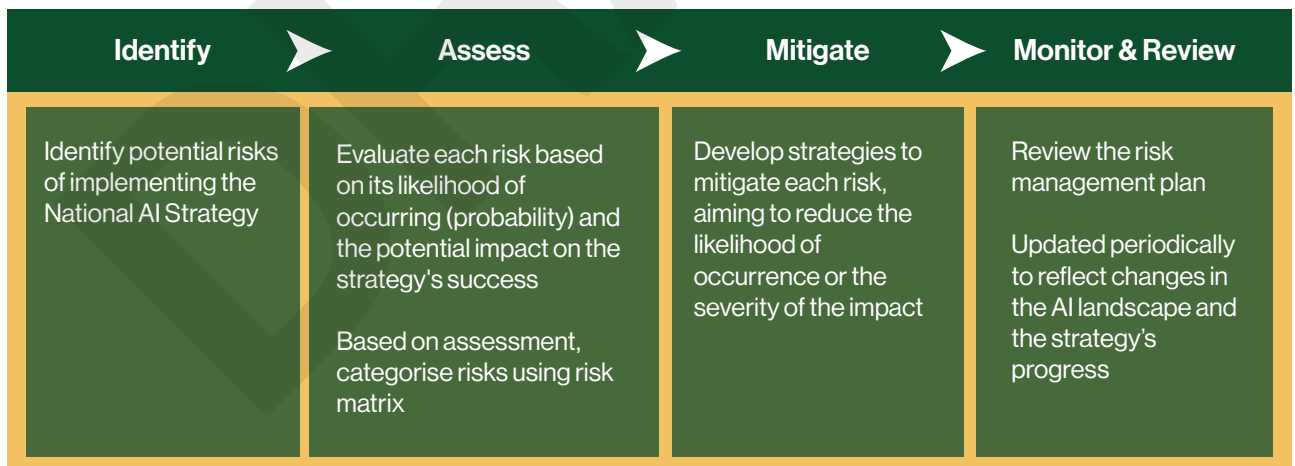 Identify
Assess
Mitigate
Monitor & Review
Identify potential risks
of implementing the
National AI Strategy
Evaluate each risk based
on its likelihood of
occurring (probability) and
the potential impact on the
strategy's success
Based on assessment,
categorise risks using risk
matrix
Develop strategies to
mitigate each risk,
aiming to reduce the
likelihood of
occurrence or the
severity of the impact
Review the risk
management plan
Updated periodically
to reflect changes in
the AI landscape and
the strategy’s
progress